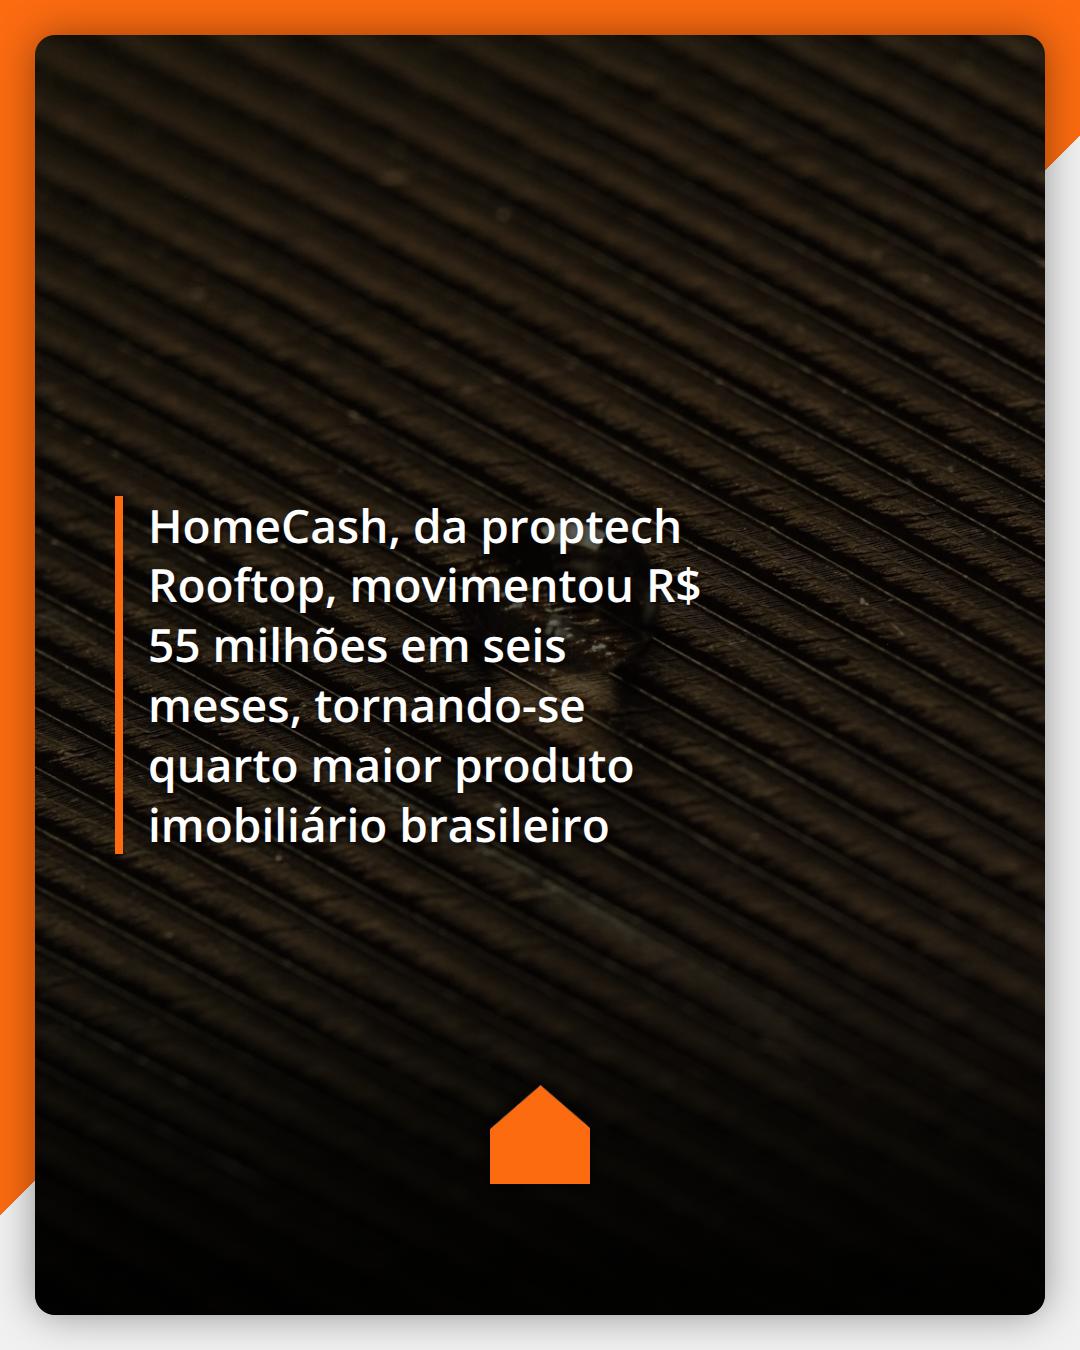 HomeCash, da proptech
Rooftop, movimentou R$
55 milhões em seis
meses, tornando-se
quarto maior produto
imobiliário brasileiro